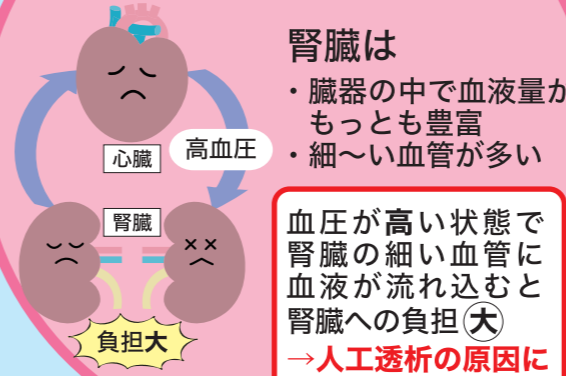 腎臓は
・臓器の中で血液量が
もっとも豊富
・細〜い血管が多い
心臓
高血圧
腎臓
負担大
血圧が高い状態で
腎臓の細い血管に
血液が流れ込むと
腎臓への負担大
→人工透析の原因に